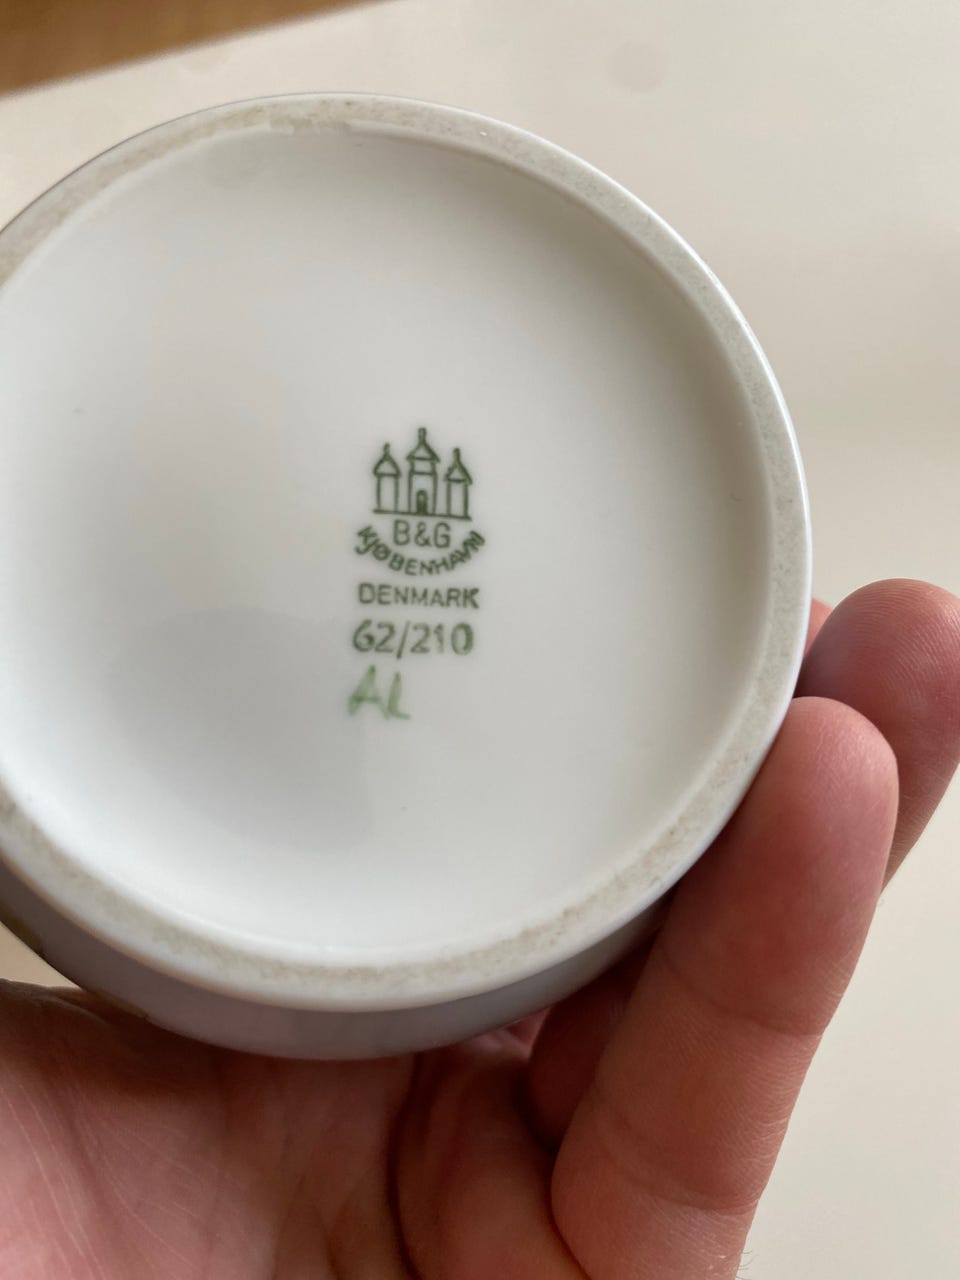 B&G
KJØBENHAVN
DENMARK
62/210
AL